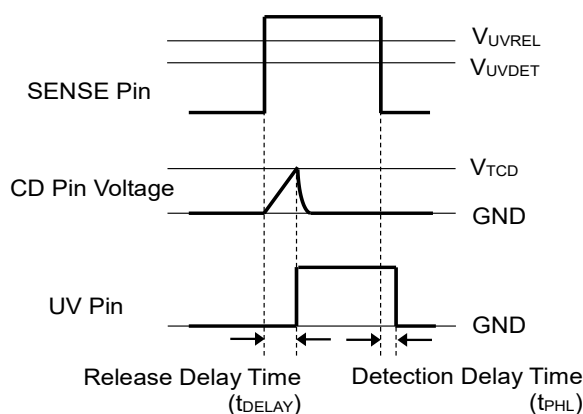 VUVREL
VUVDET
SENSE Pin
VTCD
CD Pin Voltage
GND
UV Pin
GND
Release Delay Time
(tDELAY)
Detection Delay Time
(tPHL)